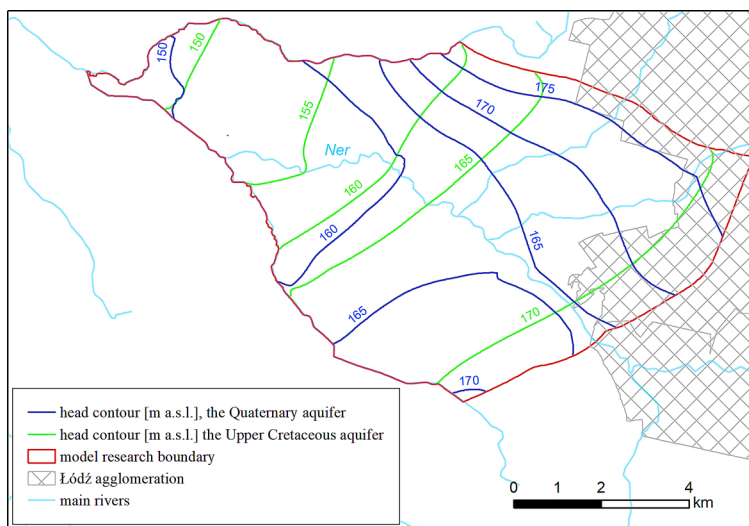 150
150
155
175
170
Ner
165
160
160
165
165
170
170
head contour [m a.s.l.], the Quaternary aquifer
head contour [m a.s.l.] the Upper Cretaceous aquifer
model research boundary
Łódź agglomeration
main rivers
0 1 2 4
km